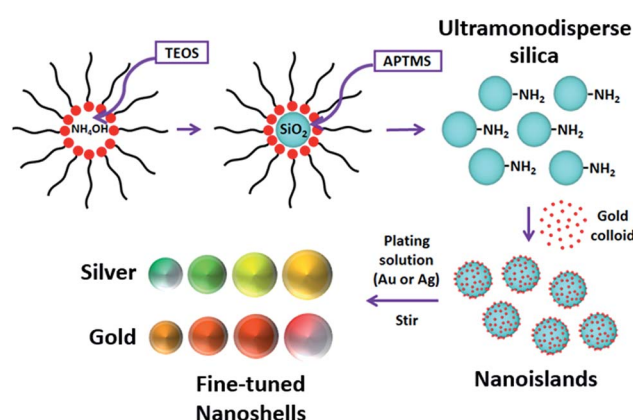 Ultramonodisperse
silica
TEOS
APTMS
NH₄OH
SiO₂
NH₂
NH₂
NH₂
NH₂
NH₂
NH₂
Gold
colloid
Plating
solution
(Au or Ag)
Stir
Silver
Gold
Nanoislands
Fine-tuned
Nanoshells